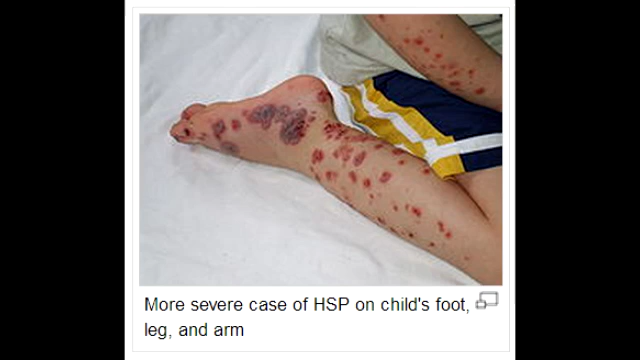 More severe case of HSP on child's foot,
leg, and arm